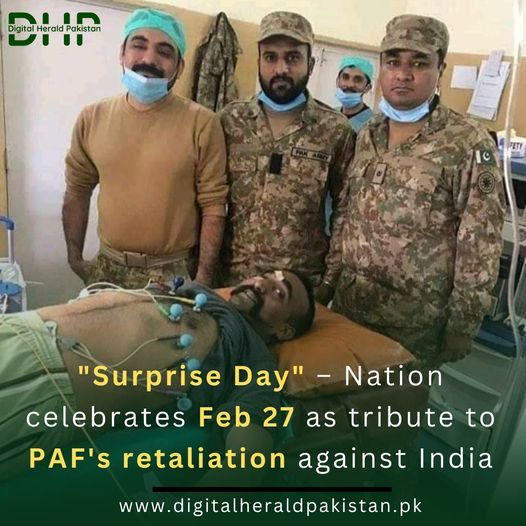 DHP
Digital Herald Pakistan
PAK ARMY
"Surprise Day" – Nation
celebrates Feb 27 as tribute to
PAF's retaliation against India
www.digitalheraldpakistan.pk